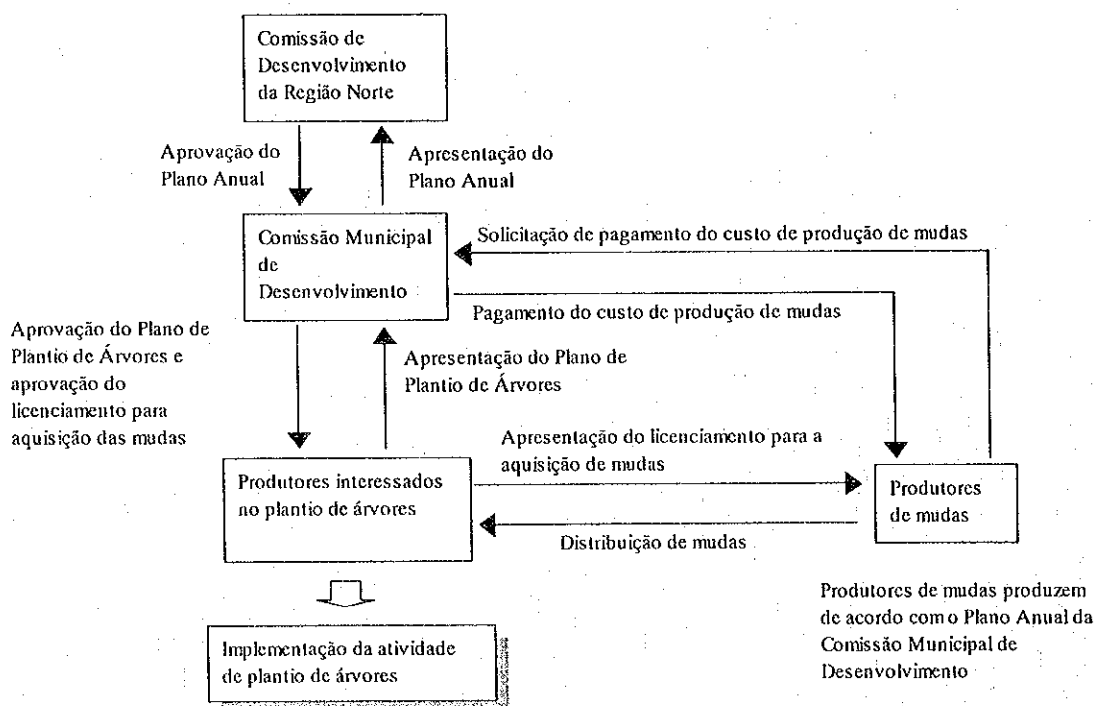 Comissão de
Desenvolvimento
da Região Norte
Aprovação do
Plano Anual
Apresentação do
Plano Anual
Comissão Municipal
de
Desenvolvimento
Solicitação de pagamento do custo de produção de mudas
Pagamento do custo de produção de mudas
Aprovação do Plano de
Plantio de Árvores e
aprovação do
licenciamento para
aquisição das mudas
Apresentação do Plano de
Plantio de Árvores
Produtores interessados
no plantio de árvores
Apresentação do licenciamento para a
aquisição de mudas
Distribuição de mudas
Produtores
de mudas
Implementação da atividade
de plantio de árvores
Produtores de mudas produzem
de acordo com o Plano Anual da
Comissão Municipal de
Desenvolvimento